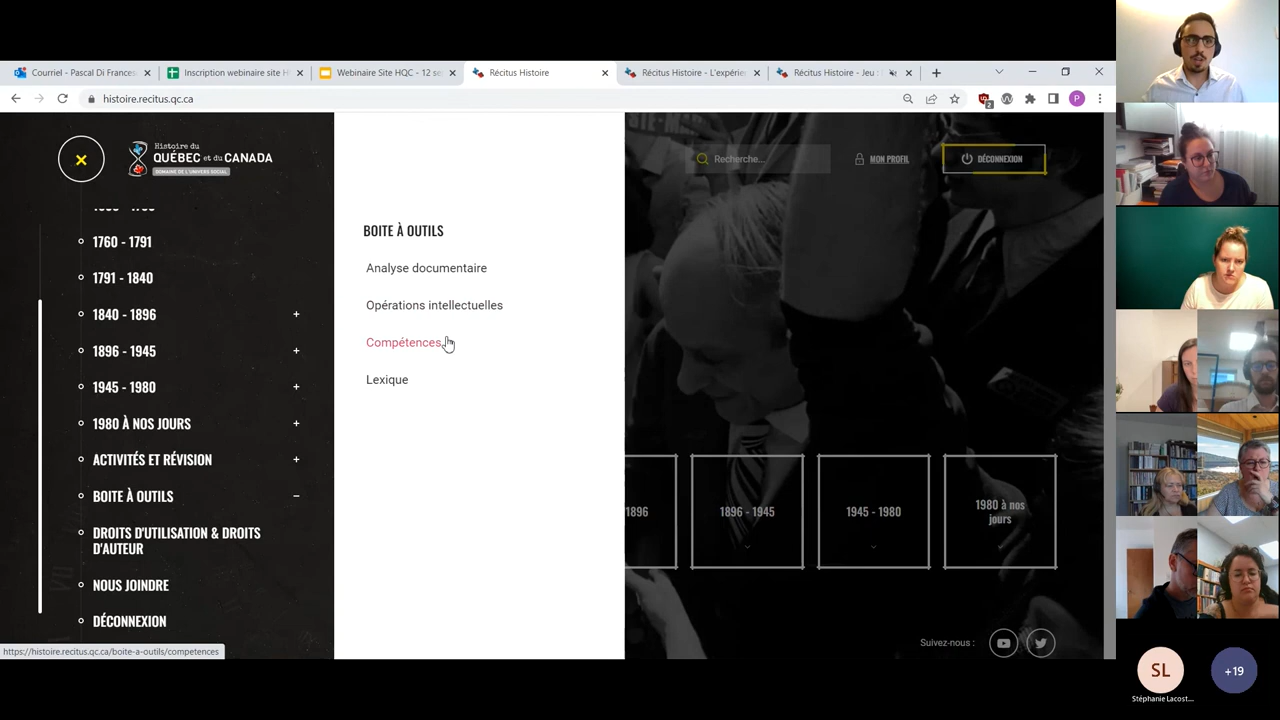 Courriel - Pascal Di Frances
Inscription webinaire site H
Webinaire Site HQC - 12 se
Récitus Histoire
Récitus Histoire - L'expérie
Récitus Histoire - Jeu :
histoire.recitus.qc.ca
2
P
Histoire du
QUÉBEC et du CANADA
DOMAINE DE L'UNIVERS SOCIAL
Recherche...
MON PROFIL
DÉCONNEXION
1760 - 1791
1791 - 1840
1840 - 1896 +
1896 - 1945 +
1945 - 1980 +
1980 À NOS JOURS +
ACTIVITÉS ET RÉVISION +
BOITE À OUTILS −
DROITS D'UTILISATION & DROITS
D'AUTEUR
NOUS JOINDRE
DÉCONNEXION
BOITE À OUTILS
Analyse documentaire
Opérations intellectuelles
Compétences
Lexique
1896
1896 - 1945
1945 - 1980
1980 à nos
jours
Suivez-nous :
https://histoire.recitus.qc.ca/boite-a-outils/competences
SL
Stéphanie Lacost...
+19